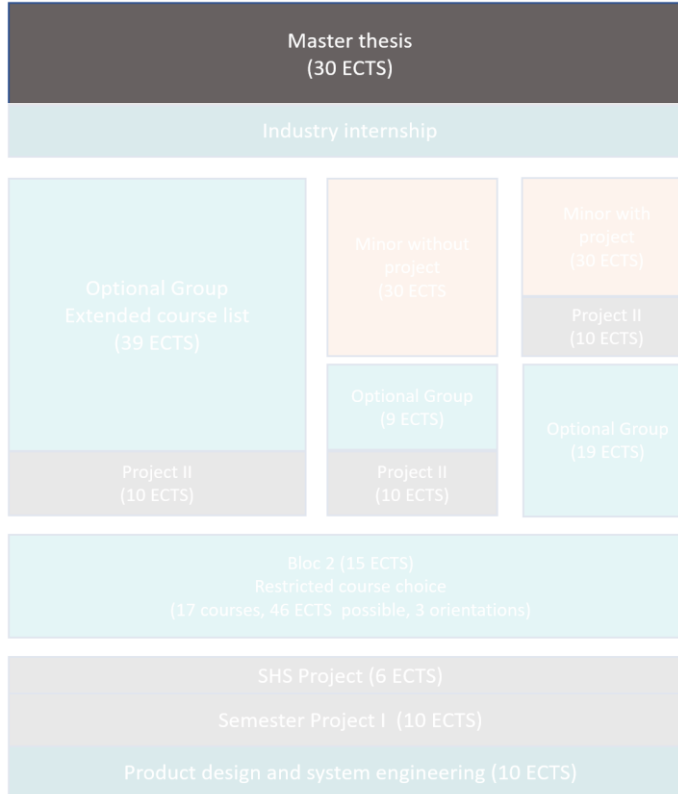 Master thesis
(30 ECTS)
Industry internship
Optional Group
Extended course list
(39 ECTS)
Project II
(10 ECTS)
Minor without
project
(30 ECTS
Optional Group
(9 ECTS)
Project II
(10 ECTS)
Minor with
project
(30 ECTS)
Project II
(10 ECTS)
Optional Group
(19 ECTS)
Bloc 2 (15 ECTS)
Restricted course choice
(17 courses, 46 ECTS  possible, 3 orientations)
SHS Project (6 ECTS)
Semester Project I  (10 ECTS)
Product design and system engineering (10 ECTS)